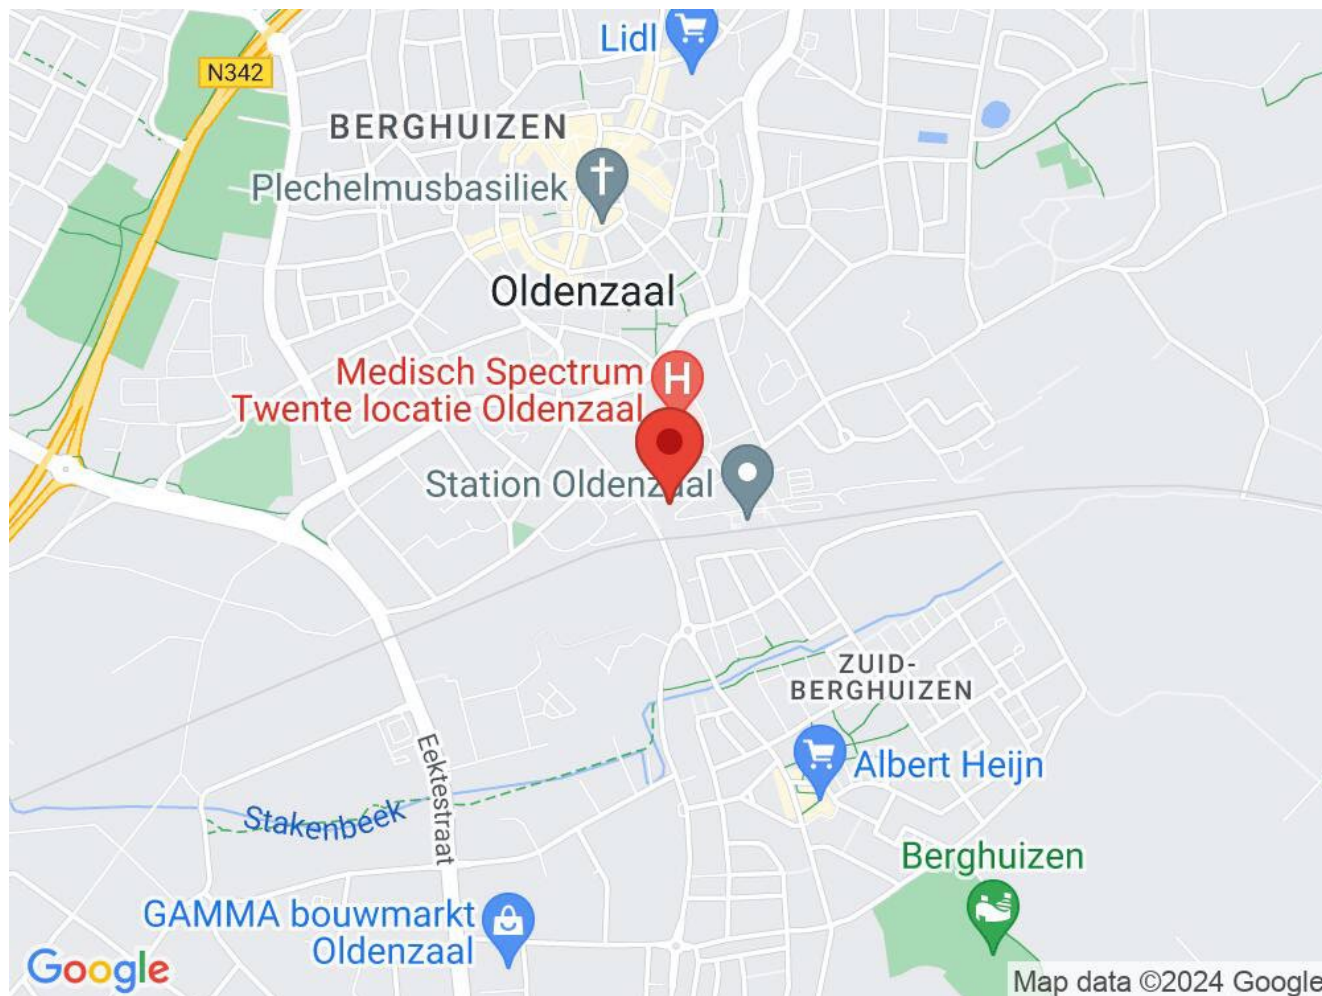 Lidl
N342
BERGHUIZEN
Plechelmusbasiliek
Oldenzaal
Medisch Spectrum
Twente locatie Oldenzaal
Station Oldenzaal
ZUID-
BERGHUIZEN
Eektestraat
Albert Heijn
Stakenbeek
Berghuizen
GAMMA bouwmarkt
Oldenzaal
Google
Map data ©2024 Google